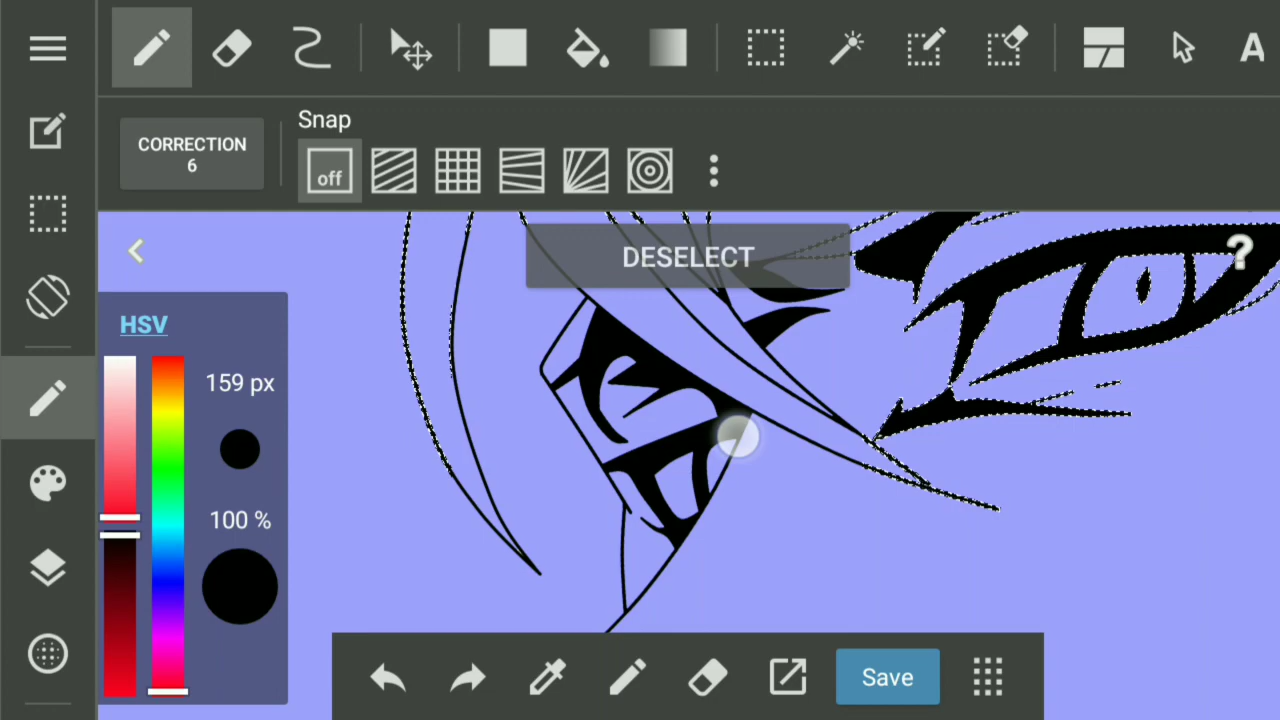 A
CORRECTION
6
Snap
off
DESELECT
?
HSV
159 px
100 %
Save